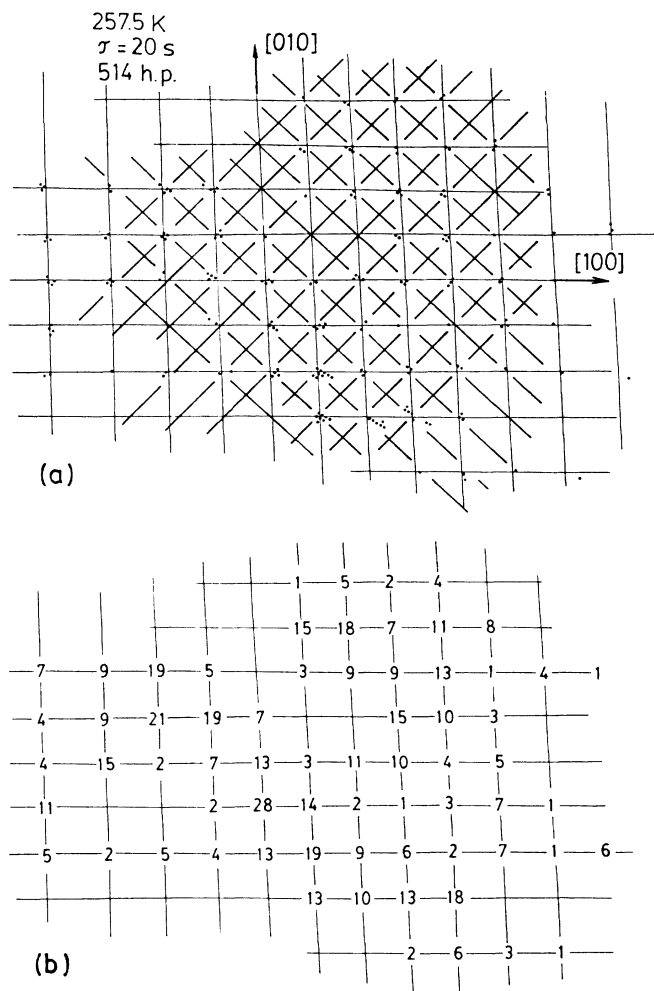 257.5 K
τ = 20 s
514 h.p.
[010]
[100]
(a)
1 5 2 4
15 18 7 11 8
7 9 19 5 3 9 9 13 1 4 1
4 9 21 19 7 15 10 3
4 15 2 7 13 3 11 10 4 5
11 2 28 14 2 1 3 7 1
5 2 5 4 13 19 9 6 2 7 1 6
13 10 13 18
2 6 3 1
(b)